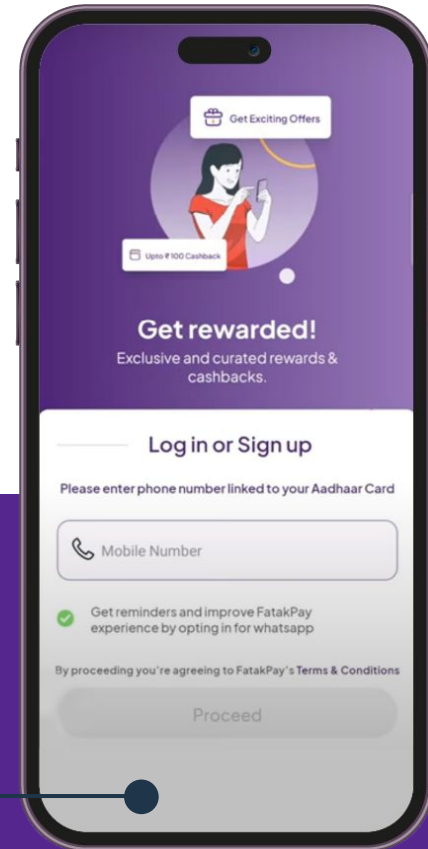 Get Exciting Offers
Upto ₹100 Cashback
Get rewarded!
Exclusive and curated rewards &
cashbacks.
Log in or Sign up
Please enter phone number linked to your Aadhaar Card
Mobile Number
Get reminders and improve FatakPay
experience by opting in for whatsapp
By proceeding you're agreeing to FatakPay's Terms & Conditions
Proceed